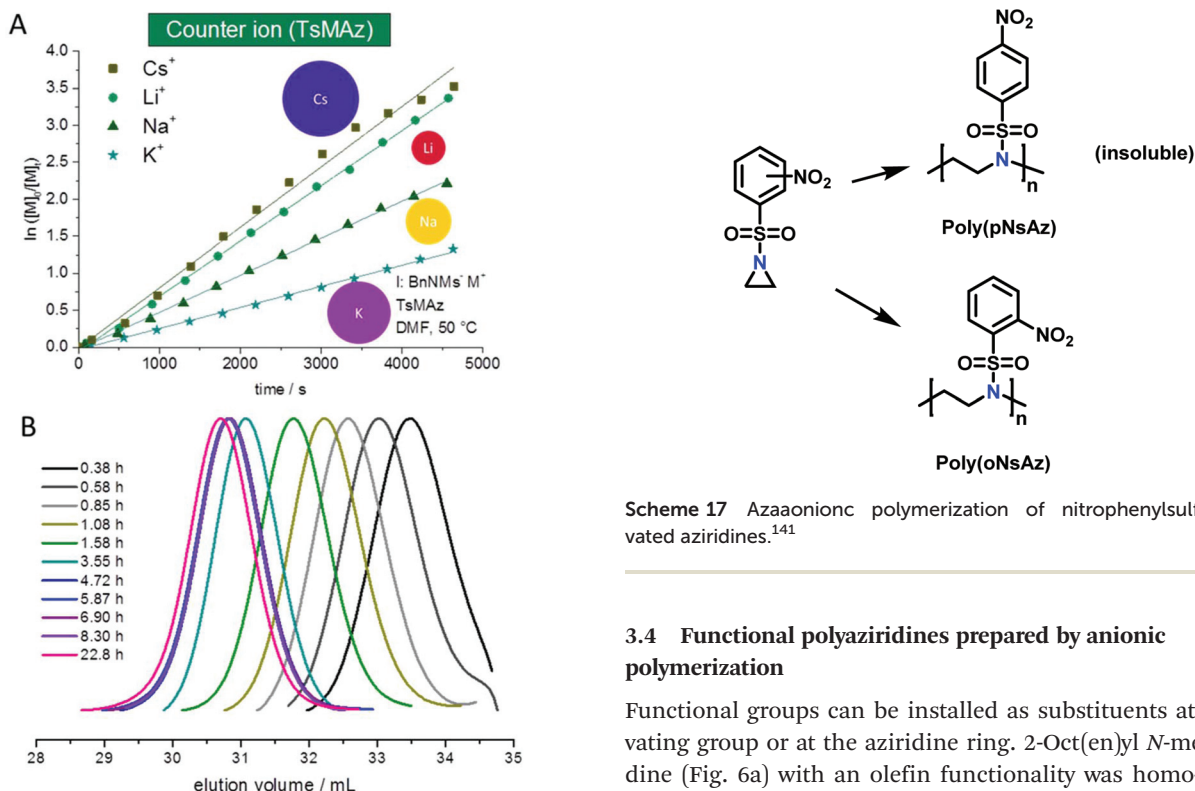 A
Counter ion (TsMAz)
ln ([M]₀/[M]ₜ)
4.0
3.5
3.0
2.5
2.0
1.5
1.0
0.5
0.0
Cs⁺
Li⁺
Na⁺
K⁺
Cs
Li
Na
K
I: BnNMs⁻ M⁺
TsMAz
DMF, 50 °C
0 1000 2000 3000 4000 5000
time / s
B
0.38 h
0.58 h
0.85 h
1.08 h
1.58 h
3.55 h
4.72 h
5.87 h
6.90 h
8.30 h
22.8 h
28 29 30 31 32 33 34 35
elution volume / mL
NO₂
O=S=O
N
NO₂
O=S=O
N
n
(insoluble)
Poly(pNsAz)
NO₂
O=S=O
N
n
Poly(oNsAz)
Scheme 17 Azaaonionc polymerization of nitrophenylsulf
vated aziridines.¹⁴¹
3.4 Functional polyaziridines prepared by anionic
polymerization
Functional groups can be installed as substituents at
vating group or at the aziridine ring. 2-Oct(en)yl N-me
dine (Fig. 6a) with an olefin functionality was homo-